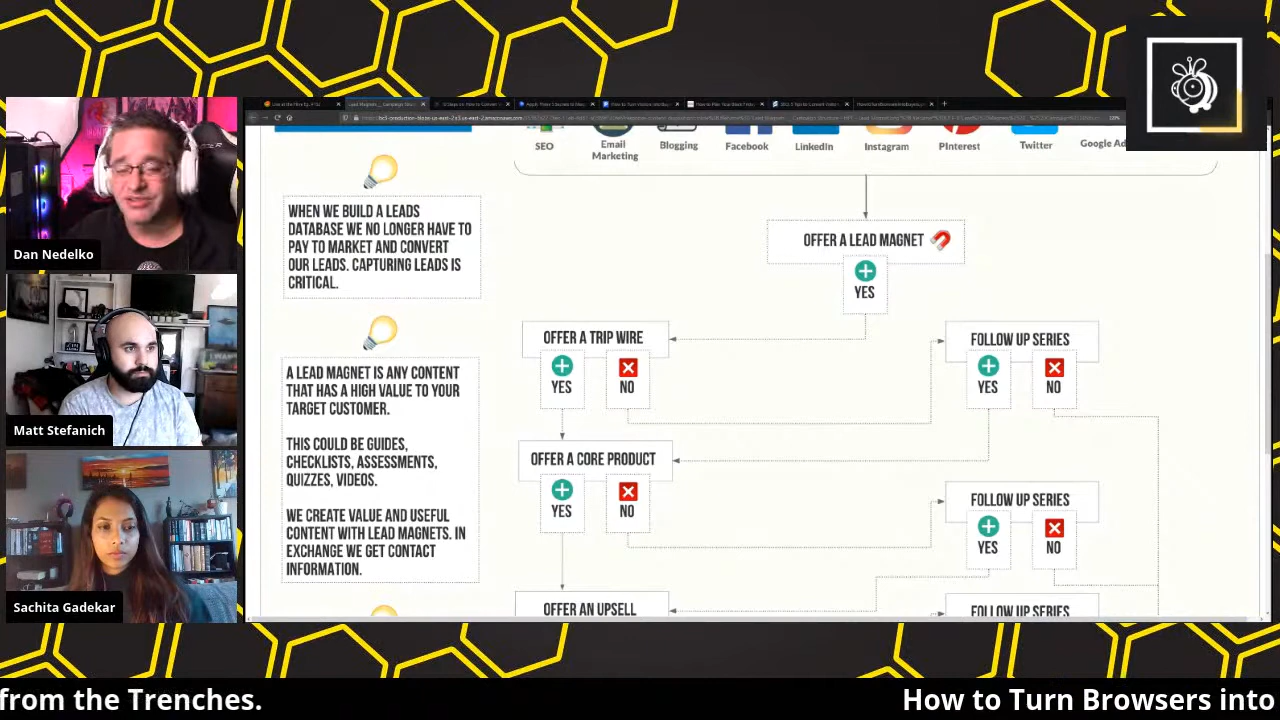 Dan Nedelko
Matt Stefanich
Sachita Gadekar
SEO
Email
Marketing
Blogging
Facebook
LinkedIn
Instagram
PInterest
Twitter
Google Ad
WHEN WE BUILD A LEADS
DATABASE WE NO LONGER HAVE TO
PAY TO MARKET AND CONVERT
OUR LEADS. CAPTURING LEADS IS
CRITICAL.
OFFER A LEAD MAGNET
YES
OFFER A TRIP WIRE
YES
NO
FOLLOW UP SERIES
YES
NO
A LEAD MAGNET IS ANY CONTENT
THAT HAS A HIGH VALUE TO YOUR
TARGET CUSTOMER.
THIS COULD BE GUIDES,
CHECKLISTS, ASSESSMENTS,
QUIZZES, VIDEOS.
WE CREATE VALUE AND USEFUL
CONTENT WITH LEAD MAGNETS. IN
EXCHANGE WE GET CONTACT
INFORMATION.
OFFER A CORE PRODUCT
YES
NO
FOLLOW UP SERIES
YES
NO
OFFER AN UPSELL
FOLLOW UP SERIES
from the Trenches.
How to Turn Browsers into